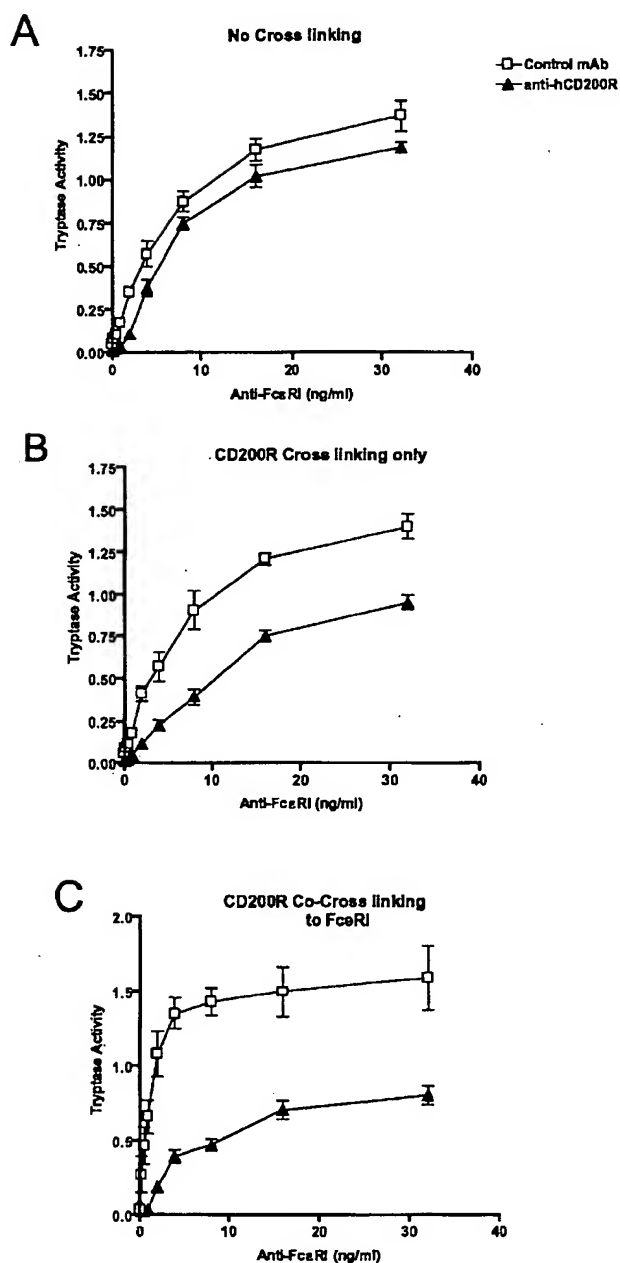 A
No Cross linking
Control mAb
anti-hCD200R
1.75
1.50
1.25
1.00
0.75
0.50
0.25
0.00
Tryptase Activity
0 10 20 30 40
Anti-FcεRI (ng/ml)
B
CD200R Cross linking only
1.75
1.50
1.25
1.00
0.75
0.50
0.25
0.00
Tryptase Activity
0 10 20 30 40
Anti-FcεRI (ng/ml)
C
CD200R Co-Cross linking
to FcεRI
2.0
1.5
1.0
0.5
0.0
Tryptase Activity
0 10 20 30 40
Anti-FcεRI (ng/ml)